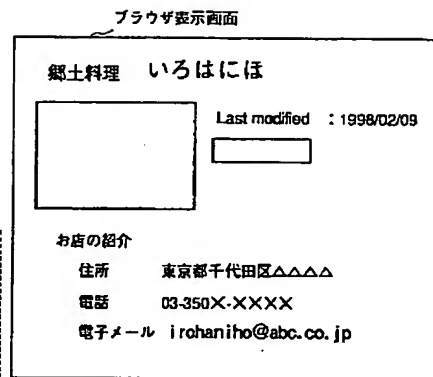 ブラウザ表示画面
郷土料理 いろはにほ
Last modified : 1998/02/09
お店の紹介
住所 東京都千代田区△△△△
電話 03-350X-XXXX
電子メール irohaniho@abc.co.jp